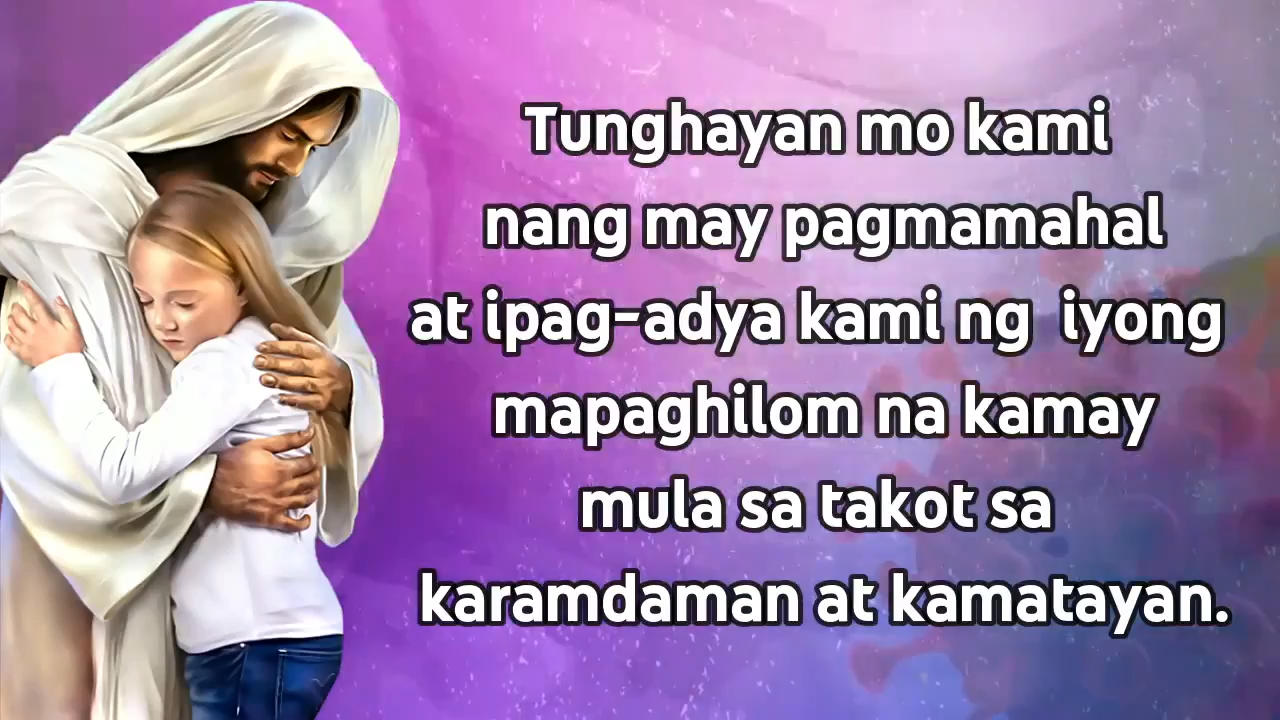 Tunghayan mo kami
nang may pagmamahal
at ipag-adya kami ng iyong
mapaghilom na kamay
mula sa takot sa
karamdaman at kamatayan.